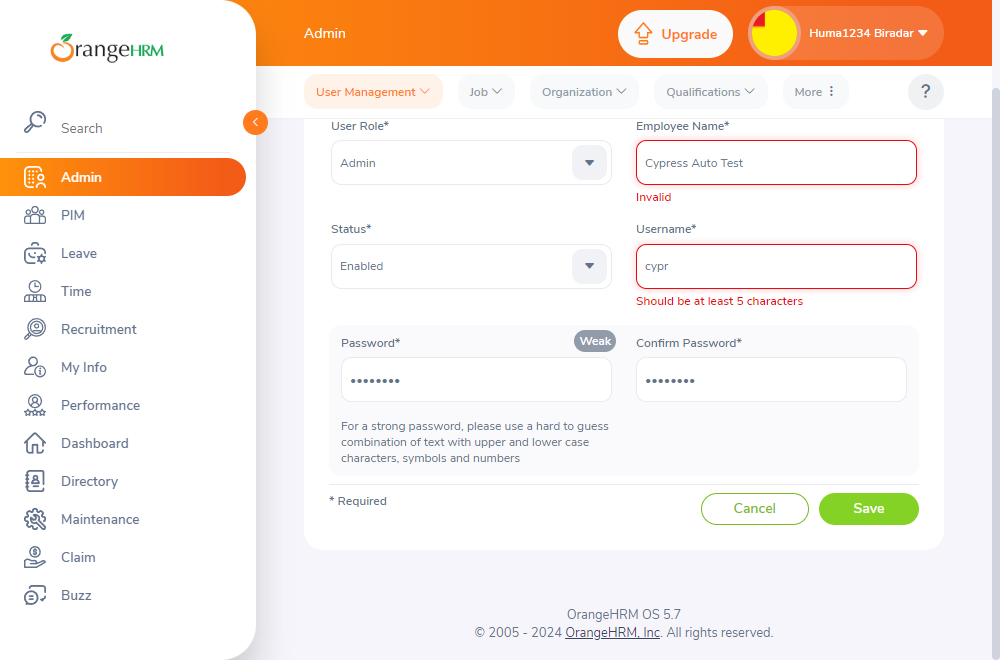 OrangeHRM
Search
Admin
PIM
Leave
Time
Recruitment
My Info
Performance
Dashboard
Directory
Maintenance
Claim
Buzz
Admin
Upgrade
Huma1234 Biradar
User Management
Job
Organization
Qualifications
More
?
User Role*
Employee Name*
Admin
Cypress Auto Test
Invalid
Status*
Username*
Enabled
cypr
Should be at least 5 characters
Password*
Weak
Confirm Password*
••••••••
••••••••
For a strong password, please use a hard to guess
combination of text with upper and lower case
characters, symbols and numbers
* Required
Cancel
Save
OrangeHRM OS 5.7
© 2005 - 2024 OrangeHRM, Inc. All rights reserved.